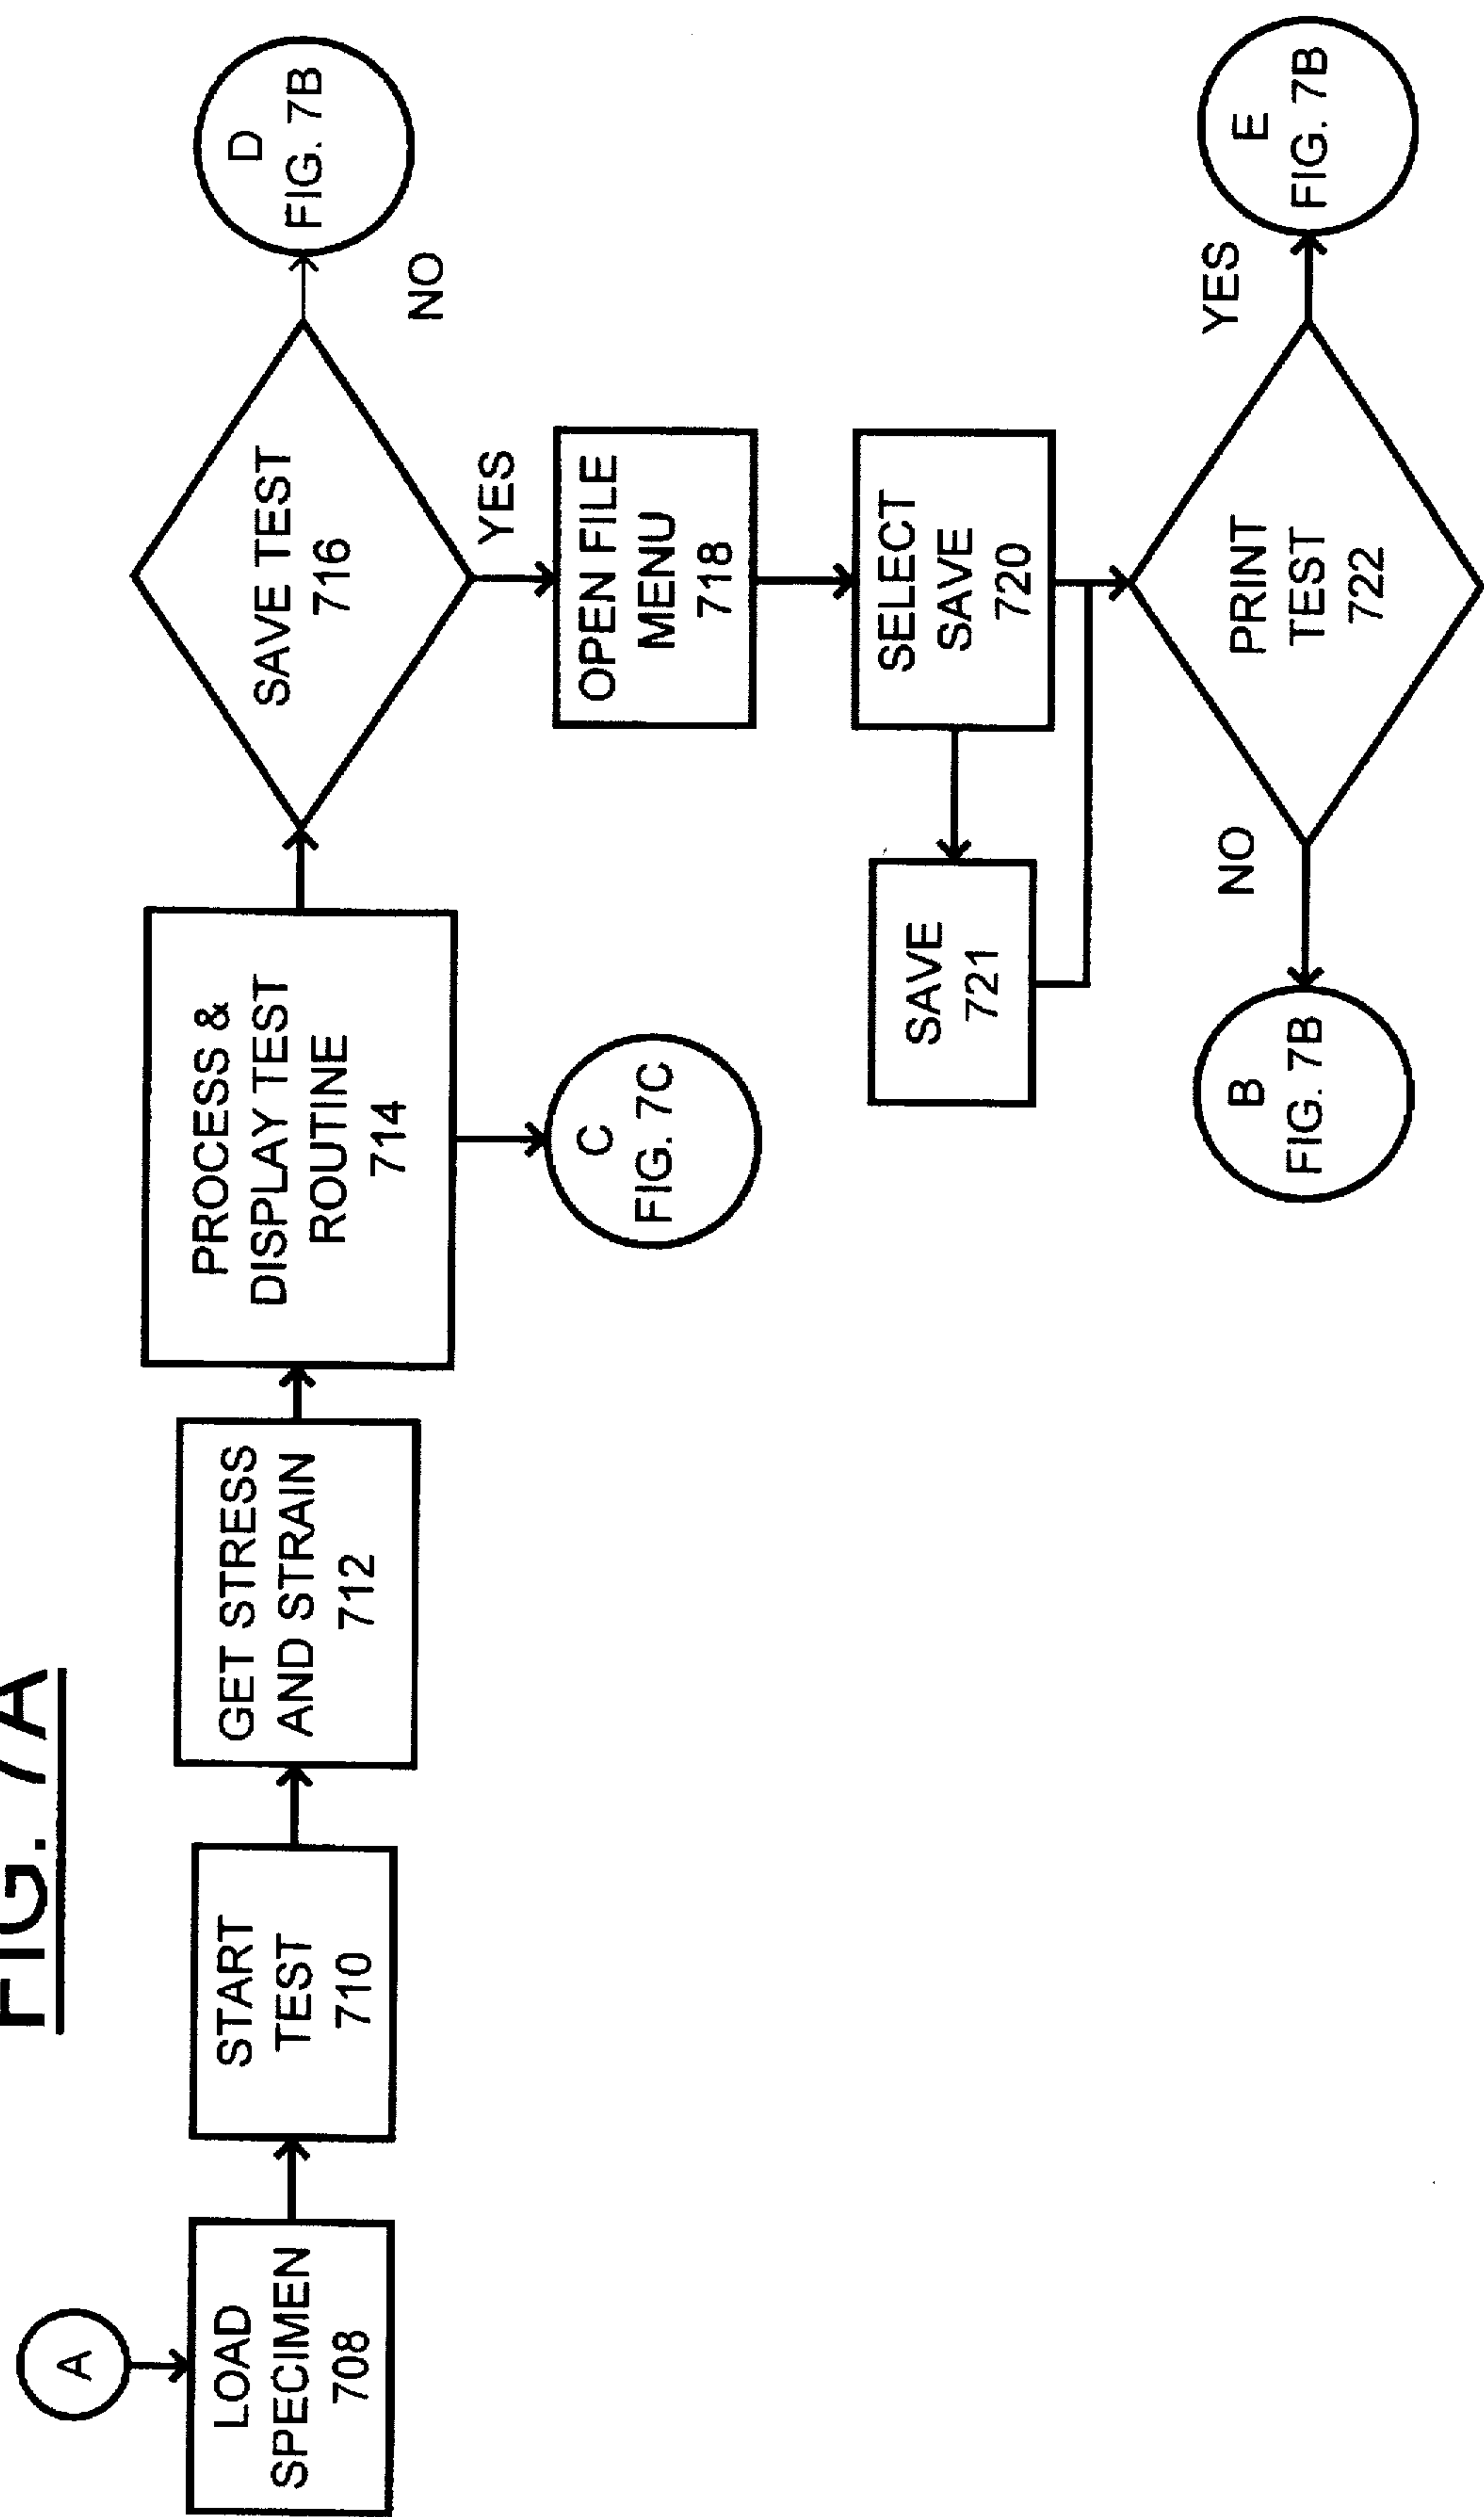 FIG. 7A
A
LOAD
SPECIMEN
708
START
TEST
710
GET STRESS
AND STRAIN
712
PROCESS &
DISPLAY TEST
ROUTINE
714
C
FIG. 7C
SAVE TEST
716
NO
D
FIG. 7B
YES
OPEN FILE
MENU
718
SELECT
SAVE
720
SAVE
721
PRINT
TEST
722
NO
B
FIG. 7B
YES
E
FIG. 7B